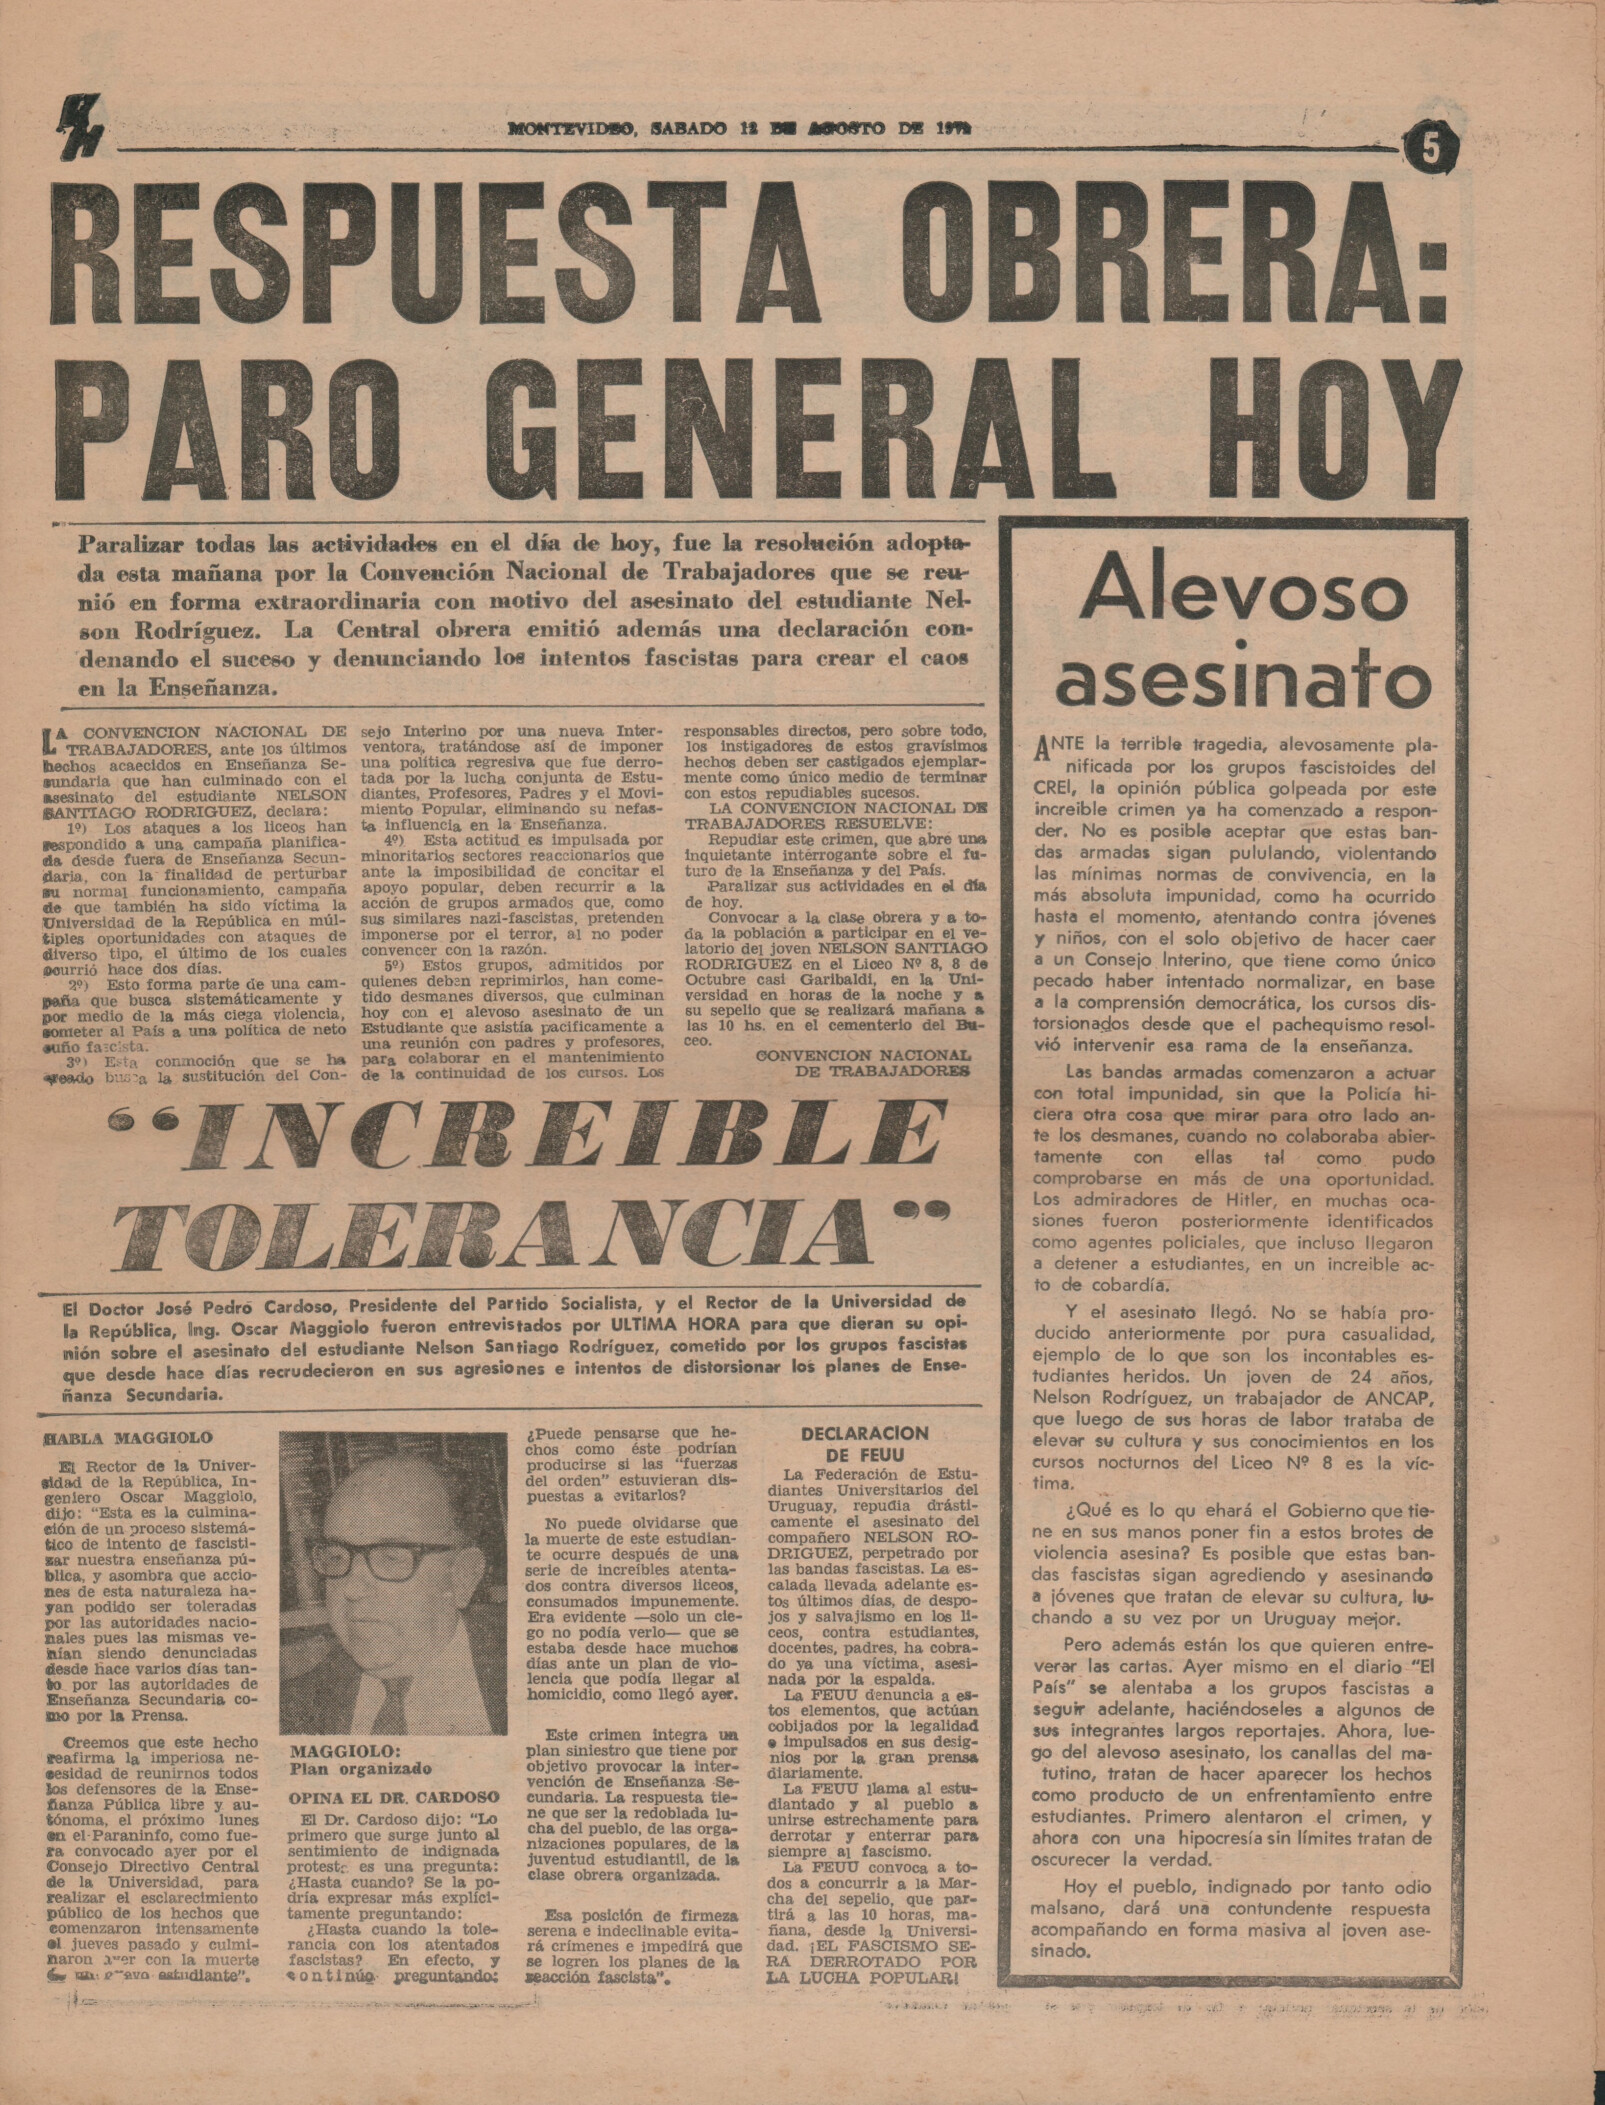 MONTEVIDEO, SABADO 12 DE AGOSTO DE 1972
5
RESPUESTA OBRERA:
PARO GENERAL HOY
Paralizar todas las actividades en el día de hoy, fue la resolución adopta-
da esta mañana por la Convención Nacional de Trabajadores que se reu-
nió en forma extraordinaria con motivo del asesinato del estudiante Nel-
son Rodríguez. La Central obrera emitió además una declaración con-
denando el suceso y denunciando los intentos fascistas para crear el caos
en la Enseñanza.
LA CONVENCION NACIONAL DE
TRABAJADORES, ante los últimos
hechos acaecidos en Enseñanza Se-
sundaria que han culminado con el
asesinato del estudiante NELSON
SANTIAGO RODRIGUEZ, declara:
1º) Los ataques a los liceos han
respondido a una campaña planifica-
da desde fuera de Enseñanza Secun-
daria, con la finalidad de perturbar
su normal funcionamiento, campaña
de que también ha sido víctima la
Universidad de la República en múl-
tiples oportunidades con ataques de
diverso tipo, el último de los cuales
ocurrió hace dos días.
2º) Esto forma parte de una cam-
paña que busca sistemáticamente y
por medio de la más ciega violencia,
someter al País a una política de neto
cuño fascista.
3º) Esta conmoción que se ha
creado busca la sustitución del Con-
sejo Interino por una nueva Inter-
ventora, tratándose así de imponer
una política regresiva que fue derro-
tada por la lucha conjunta de Estu-
diantes, Profesores, Padres y el Movi-
miento Popular, eliminando su nefas-
ta influencia en la Enseñanza.
4º) Esta actitud es impulsada por
minoritarios sectores reaccionarios que
ante la imposibilidad de concitar el
apoyo popular, deben recurrir a la
acción de grupos armados que, como
sus similares nazi-fascistas, pretenden
imponerse por el terror, al no poder
convencer con la razón.
5º) Estos grupos, admitidos por
quienes deben reprimirlos, han come-
tido desmanes diversos, que culminan
hoy con el alevoso asesinato de un
Estudiante que asistía pacificamente a
una reunión con padres y profesores,
para colaborar en el mantenimiento
de la continuidad de los cursos. Los
responsables directos, pero sobre todo,
los instigadores de estos gravísimos
hechos deben ser castigados ejemplar-
mente como único medio de terminar
con estos repudiables sucesos.
LA CONVENCION NACIONAL DE
TRABAJADORES RESUELVE:
Repudiar este crimen, que abre una
inquietante interrogante sobre el fu-
turo de la Enseñanza y del País.
Paralizar sus actividades en el día
de hoy.
Convocar a la clase obrera y a to-
da la población a participar en el ve-
latorio del joven NELSON SANTIAGO
RODRIGUEZ en el Liceo Nº 8, 8 de
Octubre casi Garibaldi, en la Uni-
versidad en horas de la noche y a
su sepelio que se realizará mañana a
las 10 hs. en el cementerio del Bu-
ceo.
CONVENCION NACIONAL
DE TRABAJADORES
"INCREIBLE
TOLERANCIA"
El Doctor José Pedro Cardoso, Presidente del Partido Socialista, y el Rector de la Universidad de
la República, Ing. Oscar Maggiolo fueron entrevistados por ULTIMA HORA para que dieran su opi-
nión sobre el asesinato del estudiante Nelson Santiago Rodríguez, cometido por los grupos fascistas
que desde hace días recrudecieron en sus agresiones e intentos de distorsionar los planes de Ense-
ñanza Secundaria.
HABLA MAGGIOLO
El Rector de la Univer-
sidad de la República, In-
geniero Oscar Maggiolo,
dijo: "Esta es la culmina-
ción de un proceso sistemá-
tico de intento de fascisti-
zar nuestra enseñanza pú-
blica, y asombra que accio-
nes de esta naturaleza ha-
yan podido ser toleradas
por las autoridades nacio-
nales pues las mismas ve-
nían siendo denunciadas
desde hace varios días tan-
to por las autoridades de
Enseñanza Secundaria co-
mo por la Prensa.
Creemos que este hecho
reafirma la imperiosa ne-
cesidad de reunirnos todos
los defensores de la Ense-
ñanza Pública libre y au-
tónoma, el próximo lunes
en el Paraninfo, como fue-
ra convocado ayer por el
Consejo Directivo Central
de la Universidad, para
realizar el esclarecimiento
público de los hechos que
comenzaron intensamente
el jueves pasado y culmi-
naron ayer con la muerte
de un estudiante".
MAGGIOLO:
Plan organizado
OPINA EL DR. CARDOSO
El Dr. Cardoso dijo: "Lo
primero que surge junto al
sentimiento de indignada
protesta es una pregunta:
¿Hasta cuando? Se la po-
dría expresar más explíci-
tamente preguntando:
¿Hasta cuando la tole-
rancia con los atentados
fascistas? En efecto, y
continúo preguntando:
¿Puede pensarse que he-
chos como éste podrían
producirse si las "fuerzas
del orden" estuvieran dis-
puestas a evitarlos?
No puede olvidarse que
la muerte de este estudian-
te ocurre después de una
serie de increíbles atenta-
dos contra diversos liceos,
consumados impunemente.
Era evidente —solo un cie-
go no podía verlo— que se
estaba desde hace muchos
días ante un plan de vio-
lencia que podía llegar al
homicidio, como llegó ayer.
Este crimen integra un
plan siniestro que tiene por
objetivo provocar la inter-
vención de Enseñanza Se-
cundaria. La respuesta tie-
ne que ser la redoblada lu-
cha del pueblo, de las orga-
nizaciones populares, de la
juventud estudiantil, de la
clase obrera organizada.
Esa posición de firmeza
serena e indeclinable evita-
rá crímenes e impedirá que
se logren los planes de la
reacción fascista".
DECLARACION
DE FEUU
La Federación de Estu-
diantes Universitarios del
Uruguay, repudia drásti-
camente el asesinato del
compañero NELSON RO-
DRIGUEZ, perpetrado por
las bandas fascistas. La es-
calada llevada adelante es-
tos últimos días, de despo-
jos y salvajismo en los li-
ceos, contra estudiantes,
docentes, padres, ha cobra-
do ya una víctima, asesi-
nada por la espalda.
La FEUU denuncia a es-
tos elementos, que actúan
cobijados por la legalidad
e impulsados en sus desig-
nios por la gran prensa
diariamente.
La FEUU llama al estu-
diantado y al pueblo a
unirse estrechamente para
derrotar y enterrar para
siempre al fascismo.
La FEUU convoca a to-
dos a concurrir a la Mar-
cha del sepelio, que par-
tirá a las 10 horas, ma-
ñana, desde la Universi-
dad. ¡EL FASCISMO SE-
RA DERROTADO POR
LA LUCHA POPULAR!
Alevoso
asesinato
ANTE la terrible tragedia, alevosamente pla-
nificada por los grupos fascistoides del
CREI, la opinión pública golpeada por este
increible crimen ya ha comenzado a respon-
der. No es posible aceptar que estas ban-
das armadas sigan pululando, violentando
las mínimas normas de convivencia, en la
más absoluta impunidad, como ha ocurrido
hasta el momento, atentando contra jóvenes
y niños, con el solo objetivo de hacer caer
a un Consejo Interino, que tiene como único
pecado haber intentado normalizar, en base
a la comprensión democrática, los cursos dis-
torsionados desde que el pachequismo resol-
vió intervenir esa rama de la enseñanza.
Las bandas armadas comenzaron a actuar
con total impunidad, sin que la Policía hi-
ciera otra cosa que mirar para otro lado an-
te los desmanes, cuando no colaboraba abier-
tamente con ellas tal como pudo
comprobarse en más de una oportunidad.
Los admiradores de Hitler, en muchas oca-
siones fueron posteriormente identificados
como agentes policiales, que incluso llegaron
a detener a estudiantes, en un increible ac-
to de cobardía.
Y el asesinato llegó. No se había pro-
ducido anteriormente por pura casualidad,
ejemplo de lo que son los incontables es-
tudiantes heridos. Un joven de 24 años,
Nelson Rodríguez, un trabajador de ANCAP,
que luego de sus horas de labor trataba de
elevar su cultura y sus conocimientos en los
cursos nocturnos del Liceo Nº 8 es la víc-
tima.
¿Qué es lo qu ehará el Gobierno que tie-
ne en sus manos poner fin a estos brotes de
violencia asesina? Es posible que estas ban-
das fascistas sigan agrediendo y asesinando
a jóvenes que tratan de elevar su cultura, lu-
chando a su vez por un Uruguay mejor.
Pero además están los que quieren entre-
verar las cartas. Ayer mismo en el diario "El
País" se alentaba a los grupos fascistas a
seguir adelante, haciéndoseles a algunos de
sus integrantes largos reportajes. Ahora, lue-
go del alevoso asesinato, los canallas del ma-
tutino, tratan de hacer aparecer los hechos
como producto de un enfrentamiento entre
estudiantes. Primero alentaron el crimen, y
ahora con una hipocresía sin límites tratan de
oscurecer la verdad.
Hoy el pueblo, indignado por tanto odio
malsano, dará una contundente respuesta
acompañando en forma masiva al joven ase-
sinado.